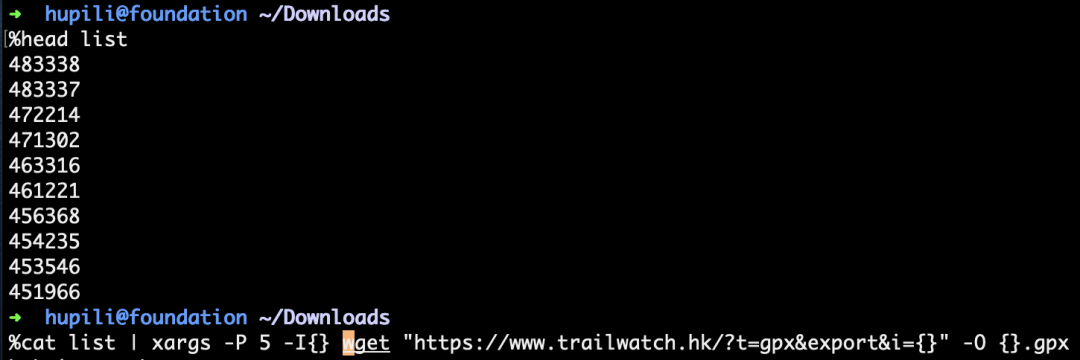 ➜ hupili@foundation ~/Downloads
%head list
483338
483337
472214
471302
463316
461221
456368
454235
453546
451966
➜ hupili@foundation ~/Downloads
%cat list | xargs -P 5 -I{} wget "https://www.trailwatch.hk/?t=gpx&export&i={}" -O {}.gpx